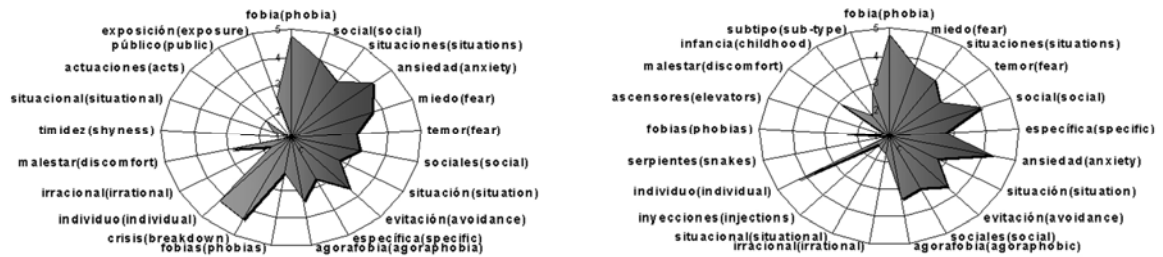 fobia(phobia)
social(social)
situaciones(situations)
ansiedad(anxiety)
miedo(fear)
temor(fear)
sociales(social)
situación(situation)
evitación(avoidance)
específica(specific)
agorafobia(agoraphobia)
fobias(phobias)
crisis(breakdown)
individuo(individual)
irracional(irrational)
malestar(discomfort)
timidez(shyness)
situacional(situational)
actuaciones(acts)
público(public)
exposición(exposure)
5
4
fobia(phobia)
miedo(fear)
situaciones(situations)
temor(fear)
social(social)
específica(specific)
ansiedad(anxiety)
situación(situation)
evitación(avoidance)
sociales(social)
agorafobia(agoraphobic)
irracional(irrational)
situacional(situational)
inyecciones(injections)
individuo(individual)
serpientes(snakes)
fobias(phobias)
ascensores(elevators)
malestar(discomfort)
infancia(childhood)
subtipo(sub-type)
5
4